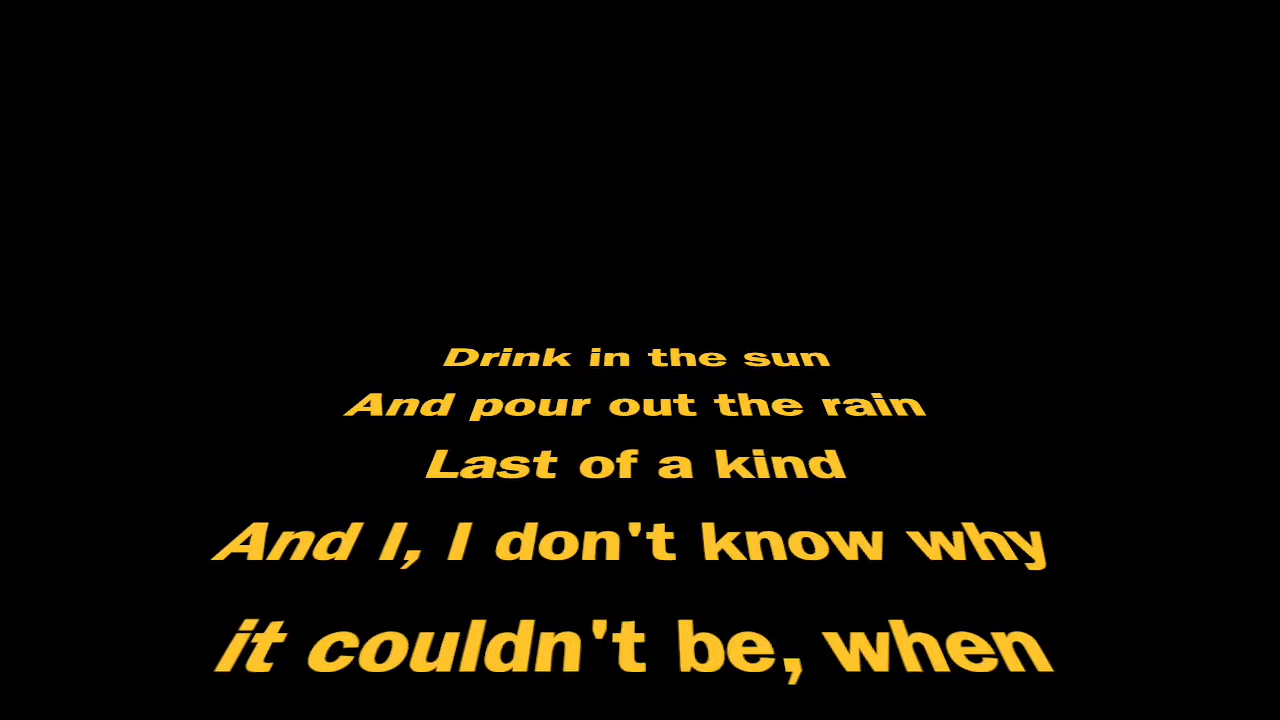 Drink in the sun
And pour out the rain
Last of a kind
And I, I don't know why
it couldn't be, when